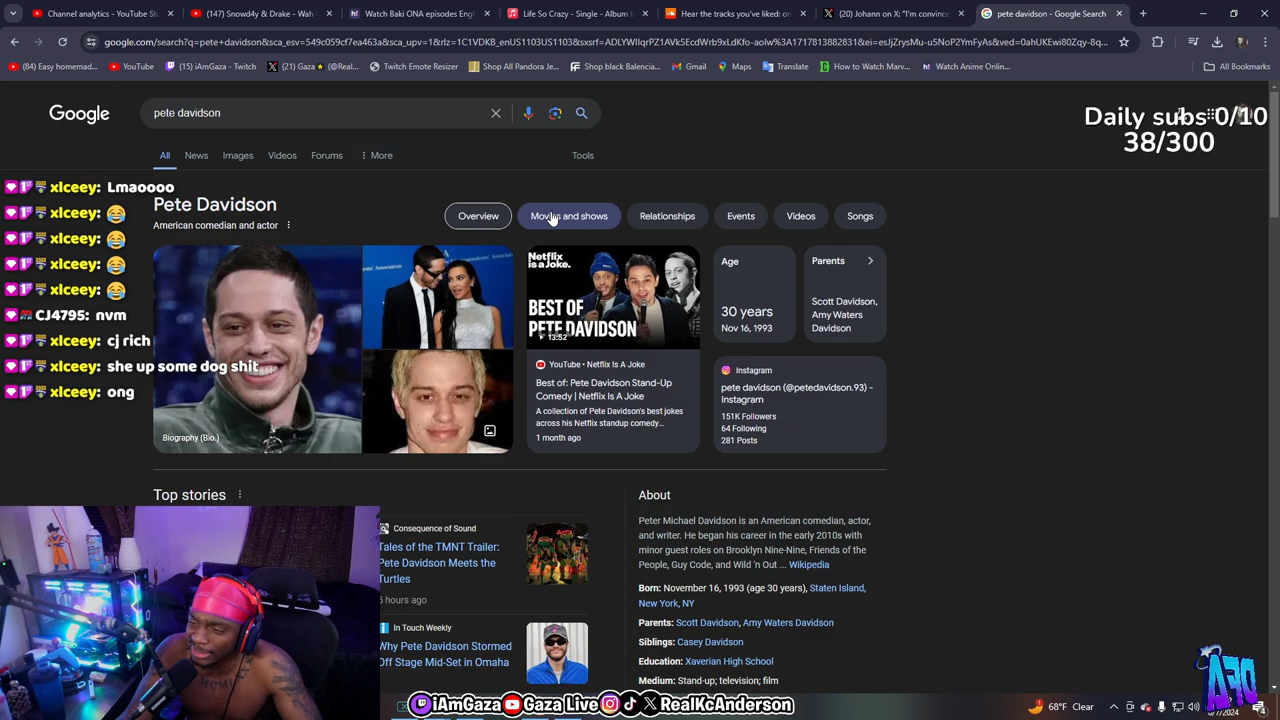 Channel analytics - YouTube St
(147) Snowd4y & Drake - Wah G
Watch Baki ONA episodes Engl
Life So Crazy - Single - Album b
Hear the tracks you've liked: on
(20) Johann on X: "I'm convince
pete davidson - Google Search
(84) Easy homemad...
YouTube
(15) iAmGaza - Twitch
(21) Gaza★ (@Real...
Twitch Emote Resizer
Shop All Pandora Je...
Shop black Balencia...
Gmail
Maps
Translate
How to Watch Marv...
Watch Anime Onlin...
All Bookmarks
Google
pete davidson
Daily subs 0/10
38/300
All
News
Images
Videos
Forums
More
Tools
xlceey: Lmaoooo
xlceey: 😂
xlceey: 😂
xlceey: 😂
xlceey: 😂
CJ4795: nvm
xlceey: cj rich
xlceey: she up some dog shit
xlceey: ong
Pete Davidson
American comedian and actor
Overview
Movies and shows
Relationships
Events
Videos
Songs
Biography (Bio.)
Netflix
is a Joke.
BEST OF
PETE DAVIDSON
13:52
YouTube • Netflix Is A Joke
Best of: Pete Davidson Stand-Up
Comedy | Netflix Is A Joke
A collection of Pete Davidson's best jokes
across his Netflix standup comedy…
1 month ago
Age
30 years
Nov 16, 1993
Parents
Scott Davidson,
Amy Waters
Davidson
Instagram
pete davidson (@petedavidson.93) -
Instagram
151K Followers
64 Following
281 Posts
Top stories
Consequence of Sound
Tales of the TMNT Trailer:
Pete Davidson Meets the
Turtles
hours ago
In Touch Weekly
Why Pete Davidson Stormed
Off Stage Mid-Set in Omaha
About
Peter Michael Davidson is an American comedian, actor,
and writer. He began his career in the early 2010s with
minor guest roles on Brooklyn Nine-Nine, Friends of the
People, Guy Code, and Wild 'n Out ... Wikipedia
Born: November 16, 1993 (age 30 years), Staten Island,
New York, NY
Parents: Scott Davidson, Amy Waters Davidson
Siblings: Casey Davidson
Education: Xaverian High School
Medium: Stand-up; television; film
iAmGaza
Gaza Live
RealKcAnderson
68°F Clear